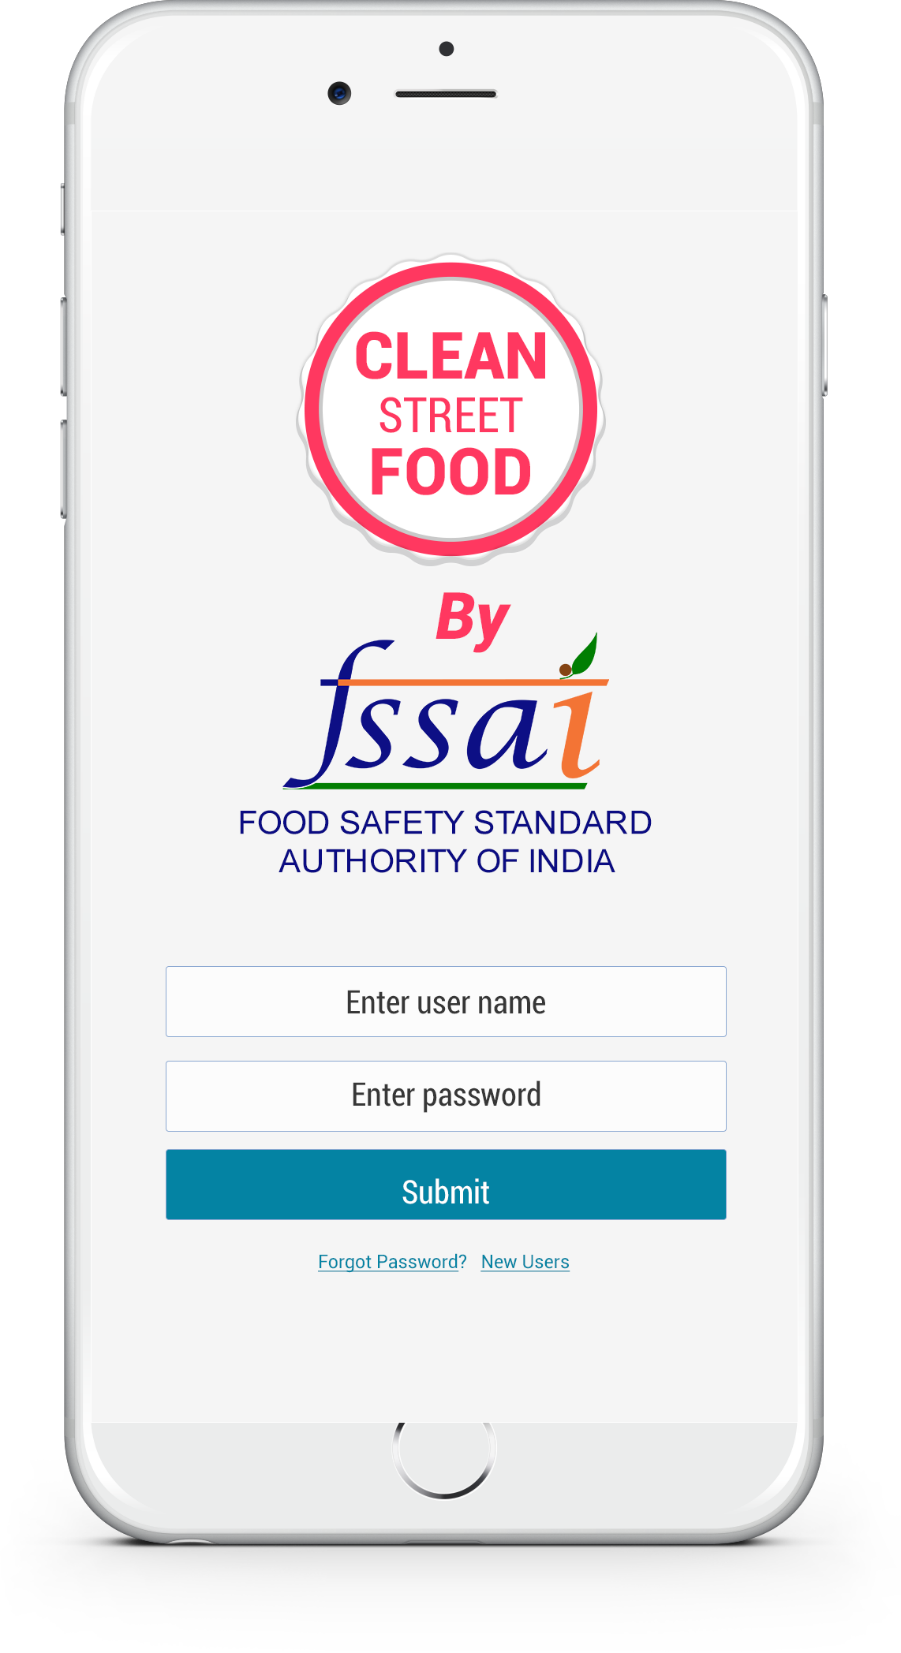 CLEAN
STREET
FOOD
By
fssai
FOOD SAFETY STANDARD
AUTHORITY OF INDIA
Enter user name
Enter password
Submit
Forgot Password? New Users